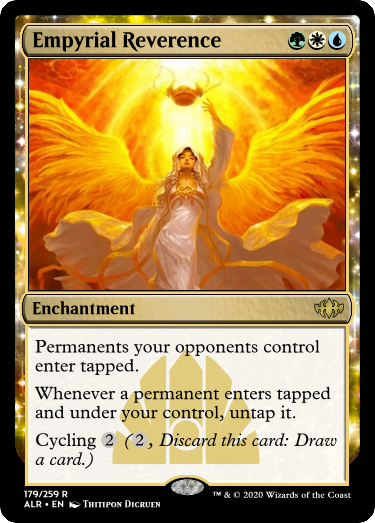 Empyrial Reverence
Enchantment
Permanents your opponents control
enter tapped.
Whenever a permanent enters tapped
and under your control, untap it.
Cycling 2 (2, Discard this card: Draw
a card.)
179/259 R
ALR • EN Thitipon Dicruen
™ & © 2020 Wizards of the Coast